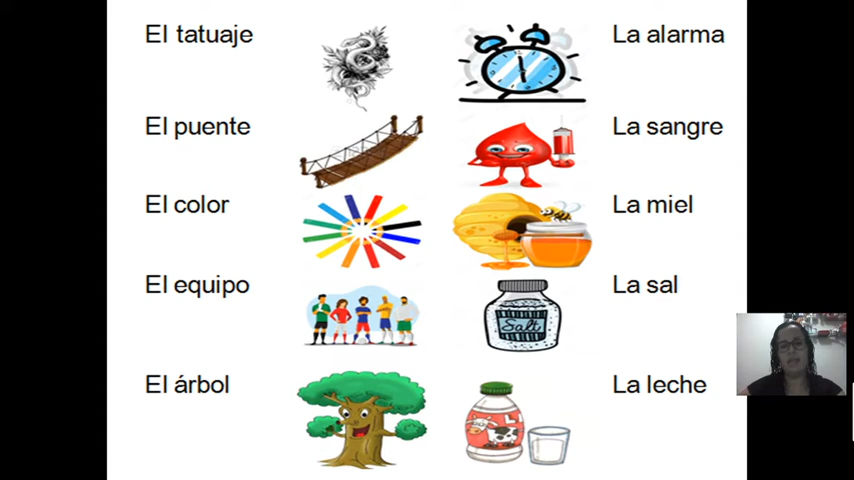 El tatuaje
La alarma
El puente
La sangre
El color
La miel
El equipo
La sal
Salt
El árbol
La leche